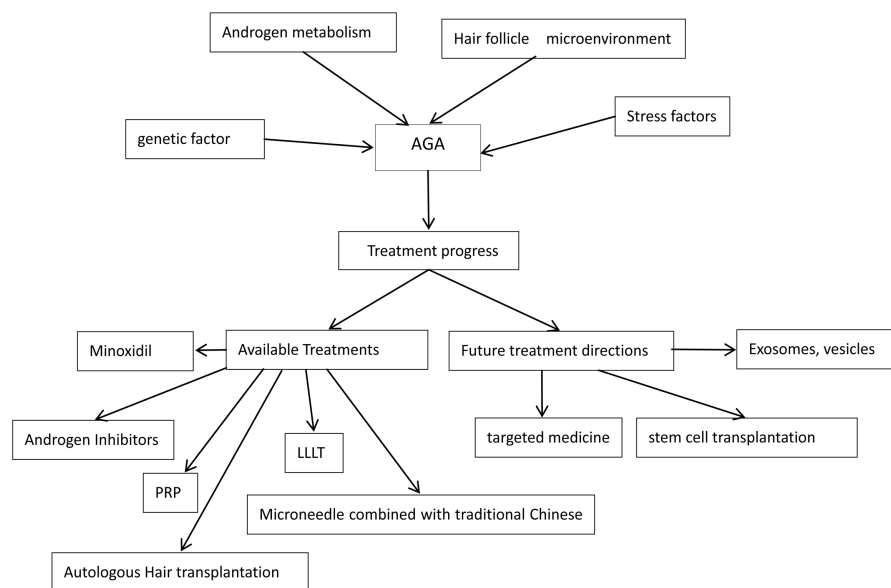 Androgen metabolism
Hair follicle microenvironment
Stress factors
genetic factor
AGA
Treatment progress
Minoxidil
Available Treatments
Future treatment directions
Exosomes, vesicles
Androgen Inhibitors
LLLT
targeted medicine
stem cell transplantation
PRP
Microneedle combined with traditional Chinese
Autologous Hair transplantation